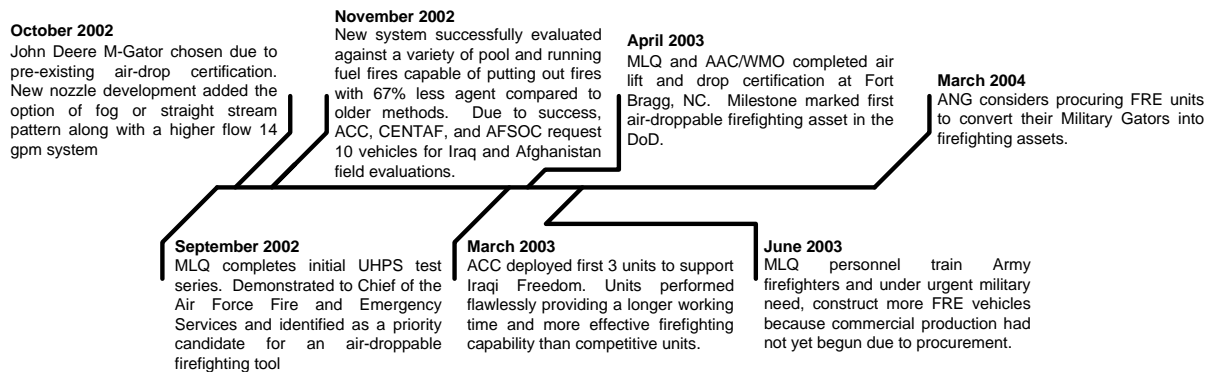 October 2002
John Deere M-Gator chosen due to
pre-existing air-drop certification.
New nozzle development added the
option of fog or straight stream
pattern along with a higher flow 14
gpm system
November 2002
New system successfully evaluated
against a variety of pool and running
fuel fires capable of putting out fires
with 67% less agent compared to
older methods. Due to success,
ACC, CENTAF, and AFSOC request
10 vehicles for Iraq and Afghanistan
field evaluations.
April 2003
MLQ and AAC/WMO completed air
lift and drop certification at Fort
Bragg, NC. Milestone marked first
air-droppable firefighting asset in the
DoD.
March 2004
ANG considers procuring FRE units
to convert their Military Gators into
firefighting assets.
September 2002
MLQ completes initial UHPS test
series. Demonstrated to Chief of the
Air Force Fire and Emergency
Services and identified as a priority
candidate for an air-droppable
firefighting tool
March 2003
ACC deployed first 3 units to support
Iraqi Freedom. Units performed
flawlessly providing a longer working
time and more effective firefighting
capability than competitive units.
June 2003
MLQ personnel train Army
firefighters and under urgent military
need, construct more FRE vehicles
because commercial production had
not yet begun due to procurement.